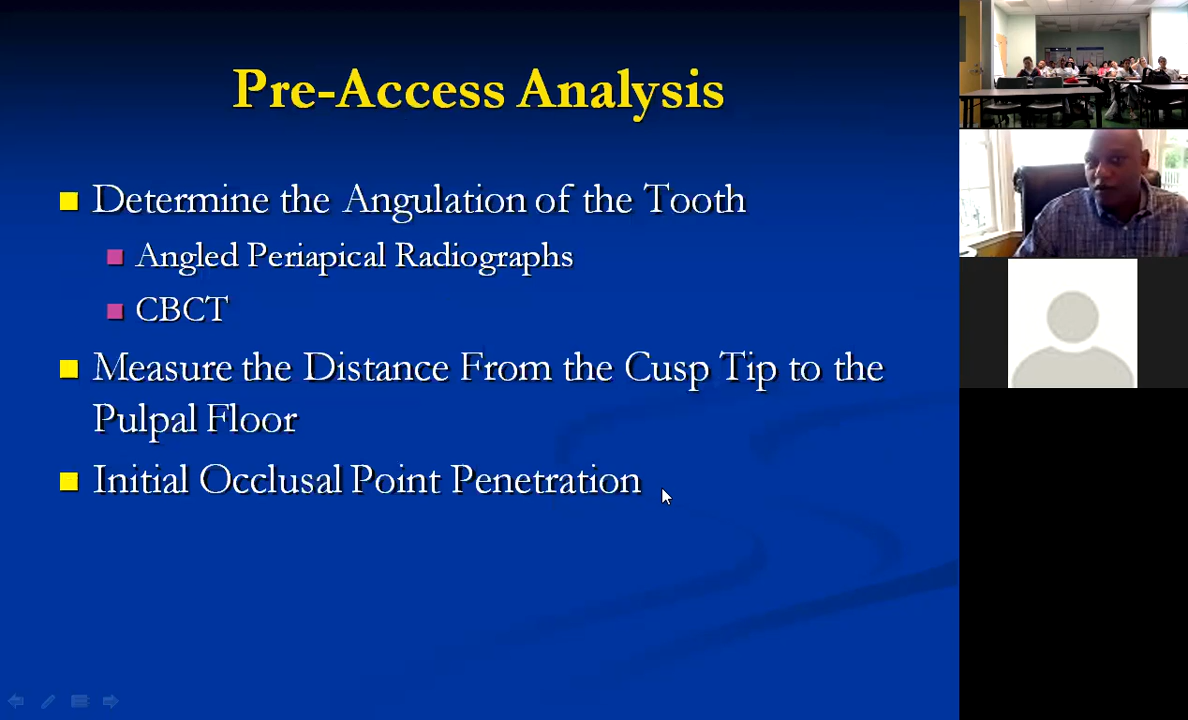 Pre-Access Analysis
Determine the Angulation of the Tooth
Angled Periapical Radiographs
CBCT
Measure the Distance From the Cusp Tip to the
Pulpal Floor
Initial Occlusal Point Penetration